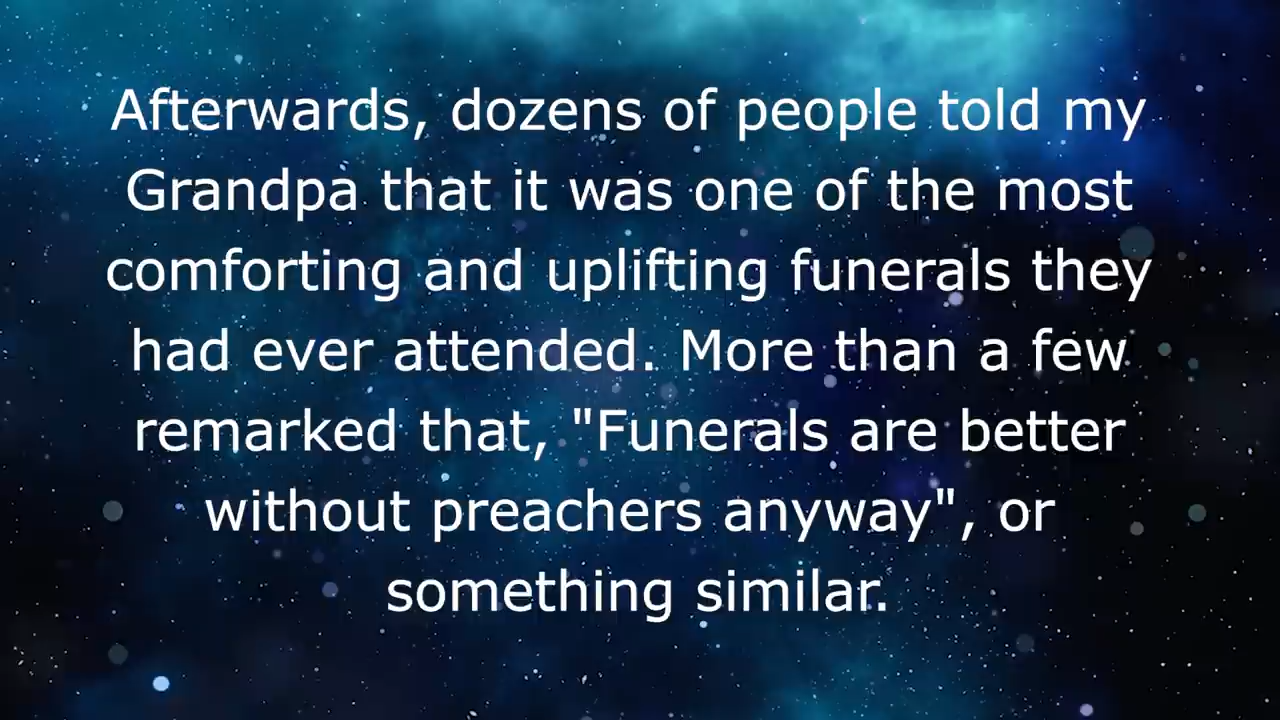 Afterwards, dozens of people told my
Grandpa that it was one of the most
comforting and uplifting funerals they
had ever attended. More than a few
remarked that, "Funerals are better
without preachers anyway", or
something similar.